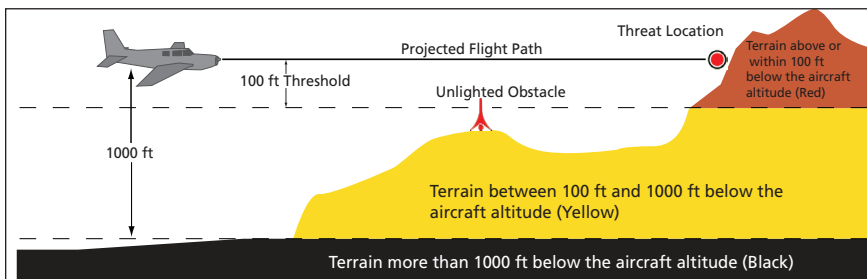 Threat Location
Projected Flight Path
Terrain above or
within 100 ft
below the aircraft
altitude (Red)
100 ft Threshold
Unlighted Obstacle
1000 ft
Terrain between 100 ft and 1000 ft below the
aircraft altitude (Yellow)
Terrain more than 1000 ft below the aircraft altitude (Black)